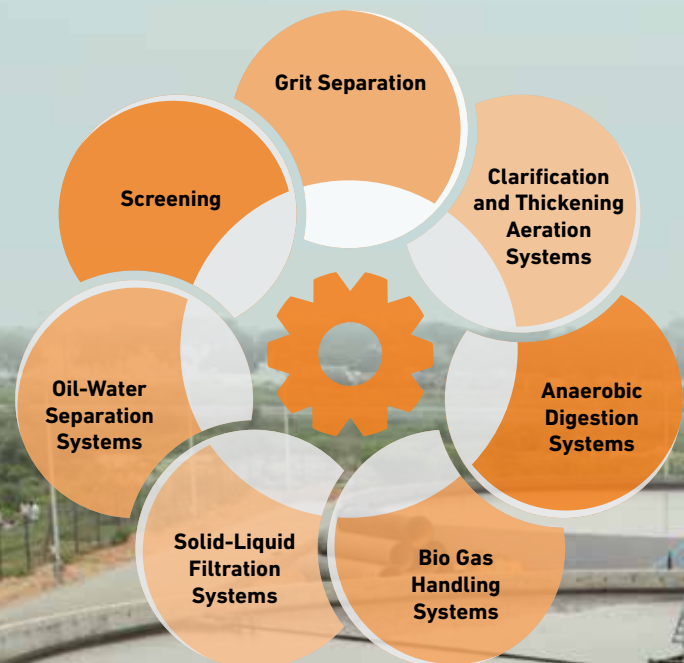 Grit Separation
Clarification
and Thickening
Aeration
Systems
Screening
Anaerobic
Digestion
Systems
Oil-Water
Separation
Systems
Solid-Liquid
Filtration
Systems
Bio Gas
Handling
Systems